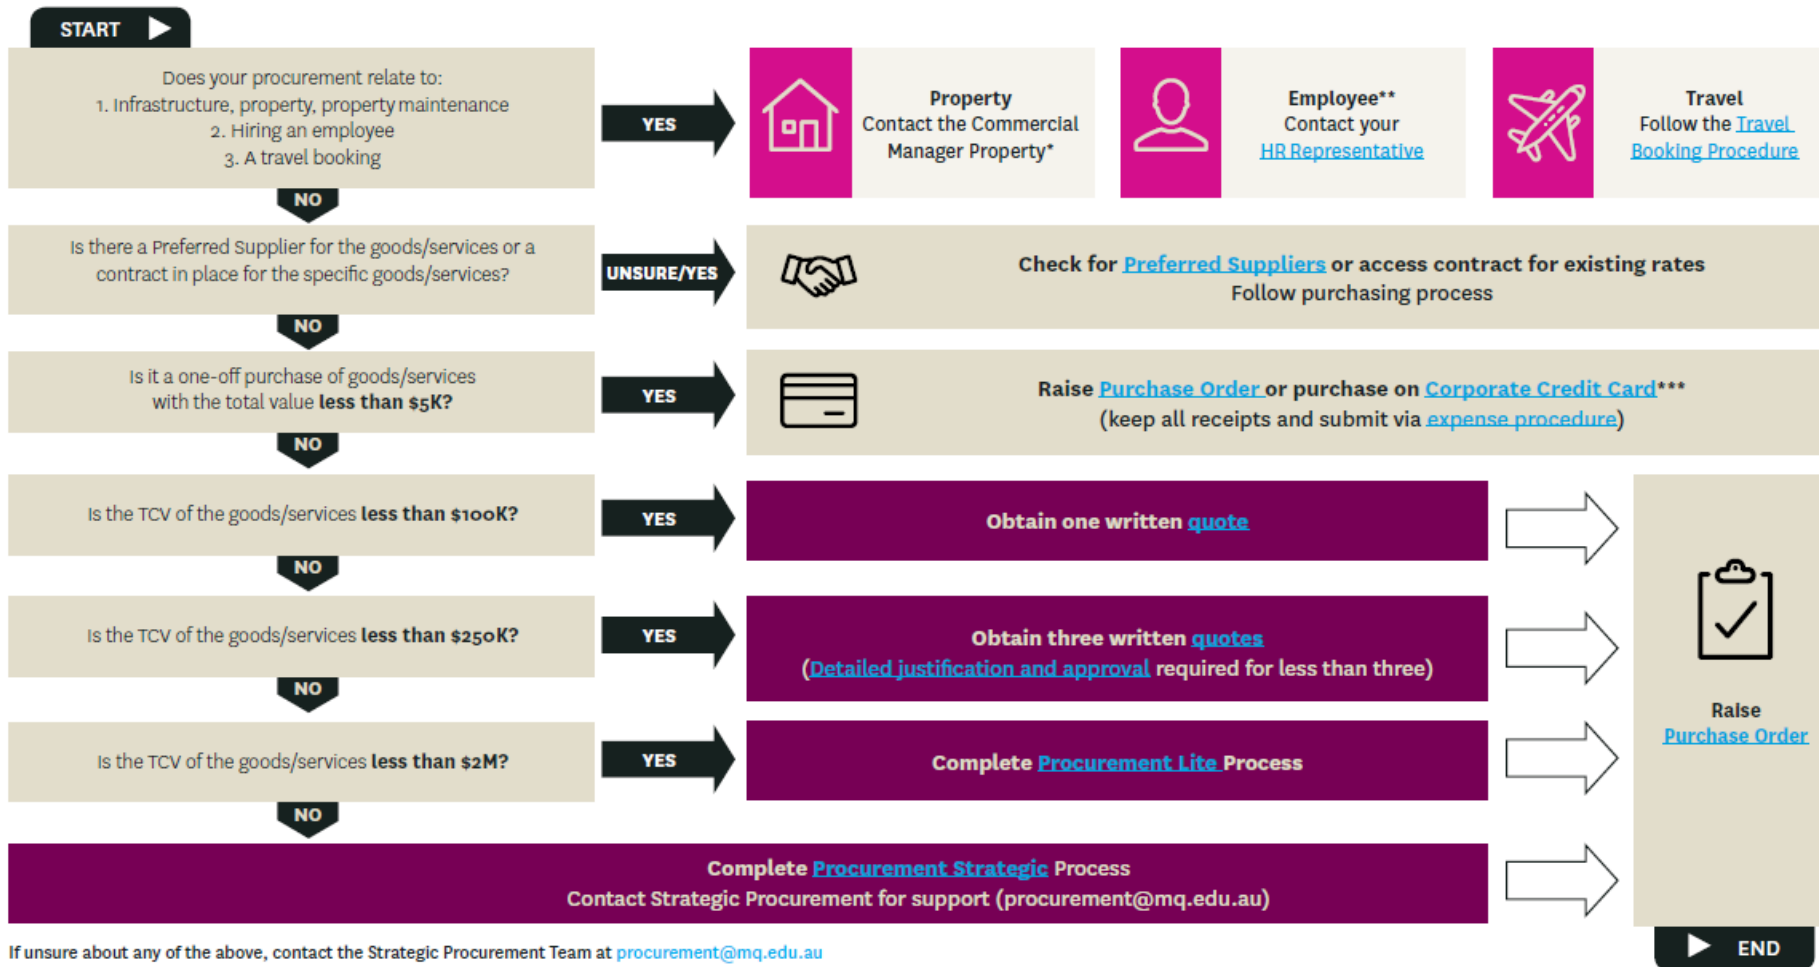 START
Does your procurement relate to:
1. Infrastructure, property, property maintenance
2. Hiring an employee
3. A travel booking
YES
Property
Contact the Commercial
Manager Property*
Employee**
Contact your
HR Representative
Travel
Follow the Travel
Booking Procedure
NO
Is there a Preferred Supplier for the goods/services or a
contract in place for the specific goods/services?
UNSURE/YES
Check for Preferred Suppliers or access contract for existing rates
Follow purchasing process
NO
Is it a one-off purchase of goods/services
with the total value less than $5K?
YES
Raise Purchase Order or purchase on Corporate Credit Card***
(keep all receipts and submit via expense procedure)
NO
Is the TCV of the goods/services less than $100K?
YES
Obtain one written quote
NO
Is the TCV of the goods/services less than $250K?
YES
Obtain three written quotes
(Detailed justification and approval required for less than three)
NO
Is the TCV of the goods/services less than $2M?
YES
Complete Procurement Lite Process
NO
Complete Procurement Strategic Process
Contact Strategic Procurement for support (procurement@mq.edu.au)
Raise
Purchase Order
END
If unsure about any of the above, contact the Strategic Procurement Team at procurement@mq.edu.au